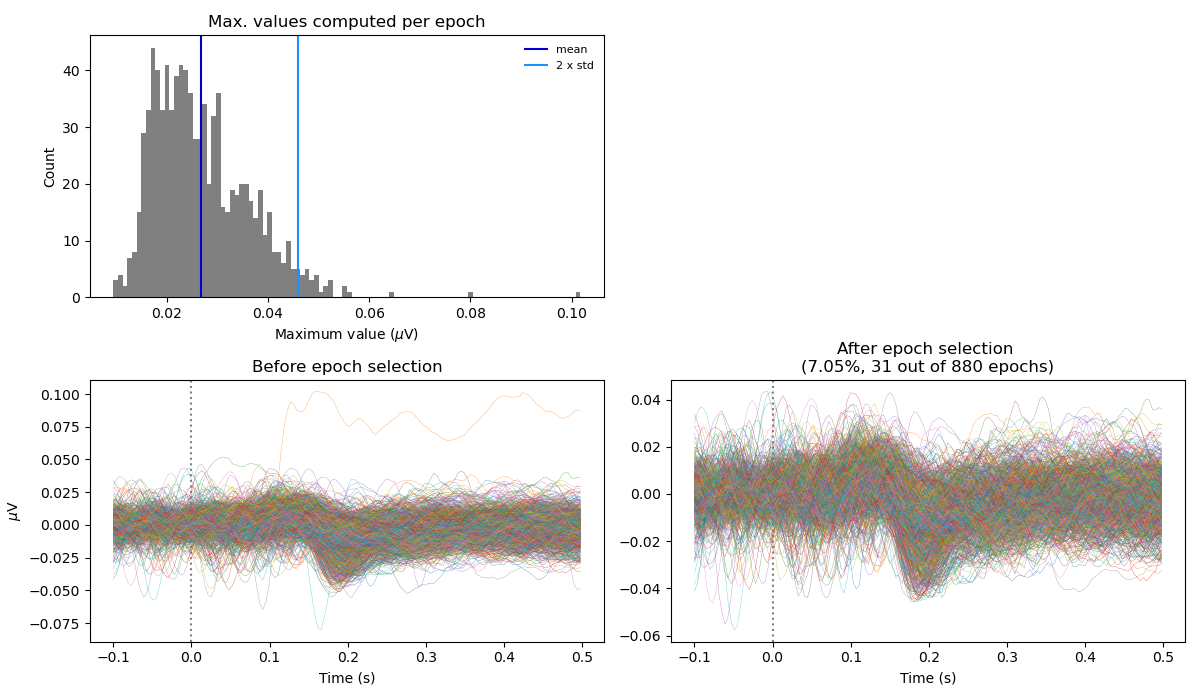 Max. values computed per epoch
mean
2 x std
40
30
20
10
0
Count
0.02 0.04 0.06 0.08 0.10
Maximum value (μV)
Before epoch selection
0.100
0.075
0.050
0.025
0.000
−0.025
−0.050
−0.075
μV
−0.1 0.0 0.1 0.2 0.3 0.4 0.5
Time (s)
After epoch selection
(7.05%, 31 out of 880 epochs)
0.04
0.02
0.00
−0.02
−0.04
−0.06
−0.1 0.0 0.1 0.2 0.3 0.4 0.5
Time (s)